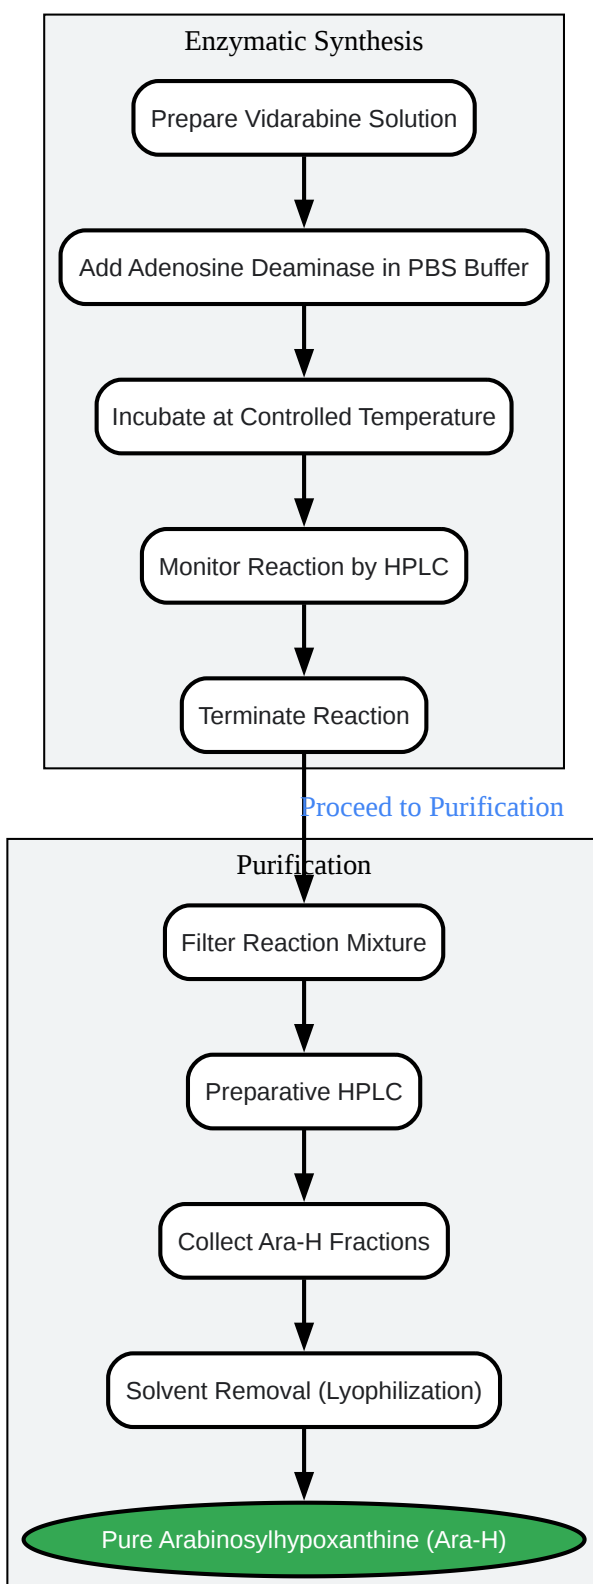 Enzymatic Synthesis
Prepare Vidarabine Solution
Add Adenosine Deaminase in PBS Buffer
Incubate at Controlled Temperature
Monitor Reaction by HPLC
Terminate Reaction
Proceed to Purification
Purification
Filter Reaction Mixture
Preparative HPLC
Collect Ara-H Fractions
Solvent Removal (Lyophilization)
Pure Arabinosylhypoxanthine (Ara-H)